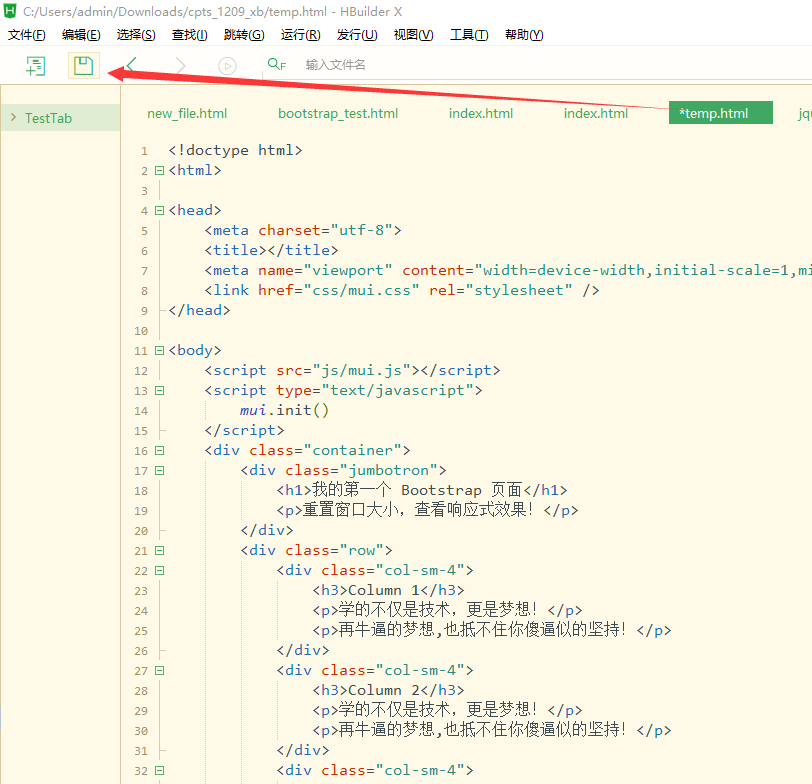 C:/Users/admin/Downloads/cpts_1209_xb/temp.html - HBuilder X
文件(F) 编辑(E) 选择(S) 查找(I) 跳转(G) 运行(R) 发行(U) 视图(V) 工具(T) 帮助(Y)
输入文件名
TestTab
new_file.html bootstrap_test.html index.html index.html *temp.html jq
1 <!doctype html>
2 <html>
3
4 <head>
5 <meta charset="utf-8">
6 <title></title>
7 <meta name="viewport" content="width=device-width,initial-scale=1,mi
8 <link href="css/mui.css" rel="stylesheet" />
9 </head>
10
11 <body>
12 <script src="js/mui.js"></script>
13 <script type="text/javascript">
14 mui.init()
15 </script>
16 <div class="container">
17 <div class="jumbotron">
18 <h1>我的第一个 Bootstrap 页面</h1>
19 <p>重置窗口大小，查看响应式效果！</p>
20 </div>
21 <div class="row">
22 <div class="col-sm-4">
23 <h3>Column 1</h3>
24 <p>学的不仅是技术，更是梦想！</p>
25 <p>再牛逼的梦想,也抵不住你傻逼似的坚持！</p>
26 </div>
27 <div class="col-sm-4">
28 <h3>Column 2</h3>
29 <p>学的不仅是技术，更是梦想！</p>
30 <p>再牛逼的梦想,也抵不住你傻逼似的坚持！</p>
31 </div>
32 <div class="col-sm-4">